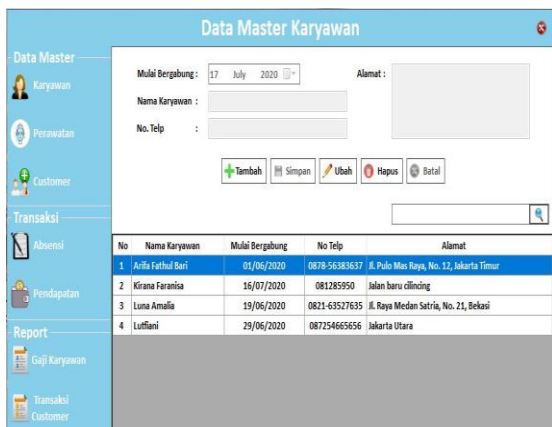 Data Master Karyawan
Data Master
Karyawan
Perawatan
Customer
Transaksi
Absensi
Pendapatan
Report
Gaji Karyawan
Transaksi
Customer
Mulai Bergabung : 17 July 2020
Alamat :
Nama Karyawan :
No. Telp :
Tambah Simpan Ubah Hapus Batal
No Nama Karyawan Mulai Bergabung No Telp Alamat
1 Arifa Fathul Bari 01/06/2020 0878-56383637 Jl. Pulo Mas Raya, No. 12, Jakarta Timur
2 Kirana Faranisa 16/07/2020 081285950 Jalan baru cilincing
3 Luna Amalia 19/06/2020 0821-63527635 Jl. Raya Medan Satria, No. 21, Bekasi
4 Lutfiani 29/06/2020 087254665656 Jakarta Utara